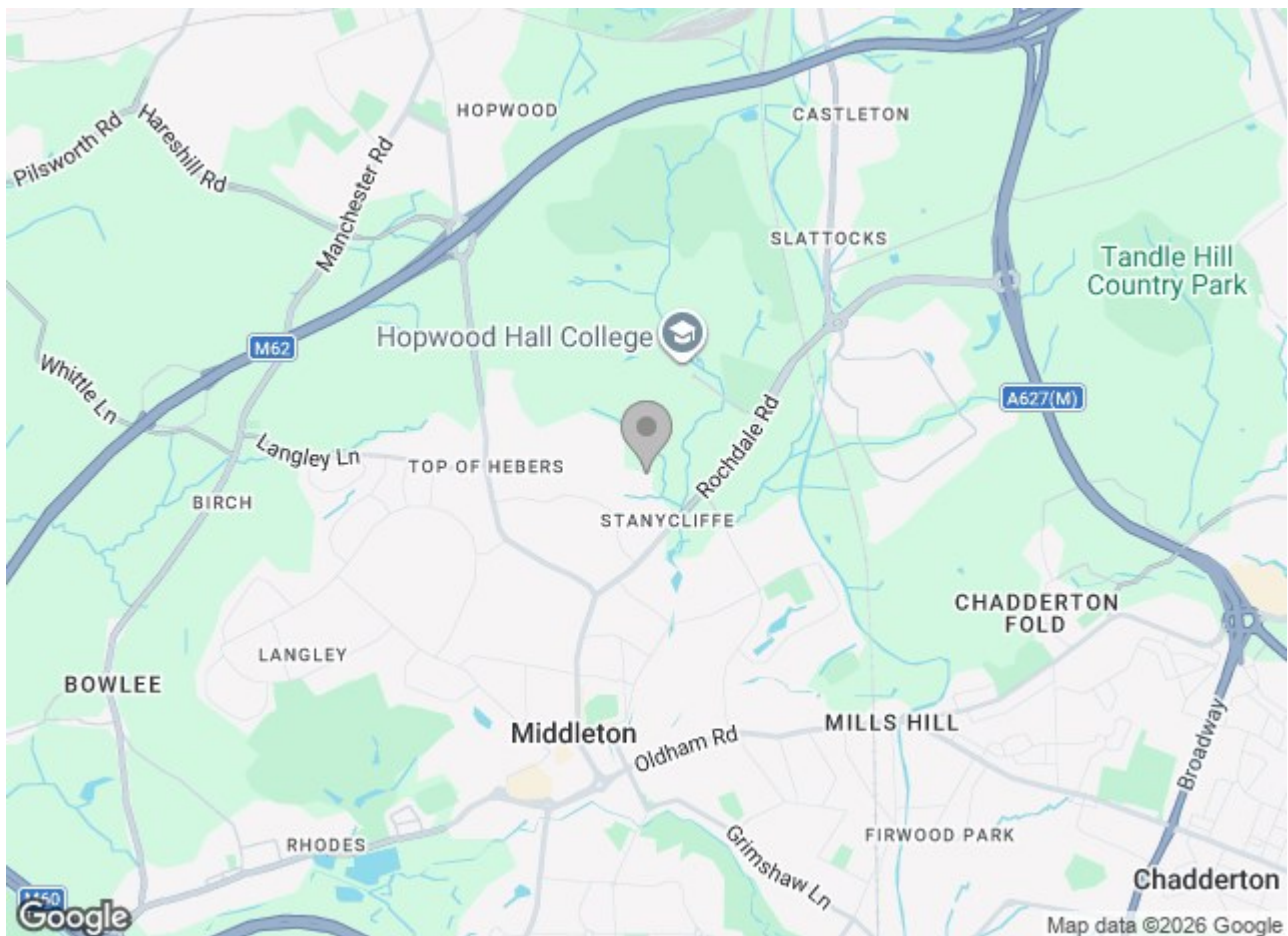 HOPWOOD
CASTLETON
Pilsworth Rd
Hareshill Rd
Manchester Rd
SLATTOCKS
Tandle Hill
Country Park
Hopwood Hall College
M62
Whittle Ln
A627(M)
Rochdale Rd
Langley Ln
TOP OF HEBERS
BIRCH
STANYCLIFFE
CHADDERTON
FOLD
LANGLEY
BOWLEE
Middleton
Oldham Rd
MILLS HILL
Broadway
RHODES
Grimshaw Ln
FIRWOOD PARK
Chadderton
M60
Google
Map data ©2026 Google